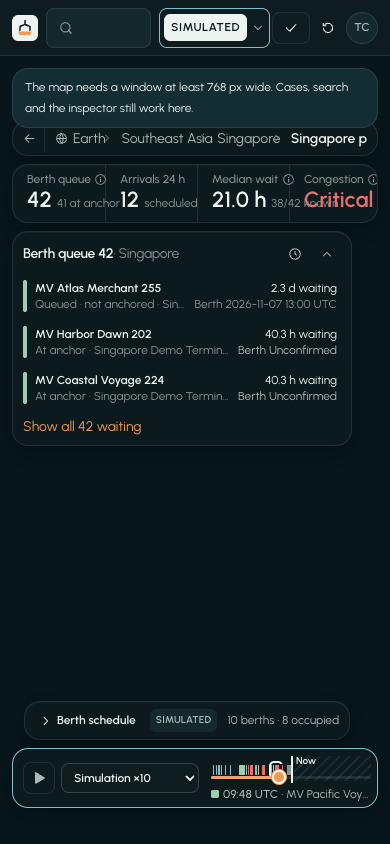 SIMULATED
TC
The map needs a window at least 768 px wide. Cases, search
and the inspector still work here.
Earth Southeast Asia Singapore Singapore p
Berth queue Arrivals 24 h Median wait Congestion
42 41 at anchor 12 scheduled 21.0 h 38/42 Critical
Berth queue 42 Singapore
MV Atlas Merchant 255 2.3 d waiting
Queued · not anchored · Sin... Berth 2026-11-07 13:00 UTC
MV Harbor Dawn 202 40.3 h waiting
At anchor · Singapore Demo Termin... Berth Unconfirmed
MV Coastal Voyage 224 40.3 h waiting
At anchor · Singapore Demo Termin... Berth Unconfirmed
Show all 42 waiting
Berth schedule SIMULATED 10 berths · 8 occupied
Now
Simulation ×10
09:48 UTC · MV Pacific Voy...